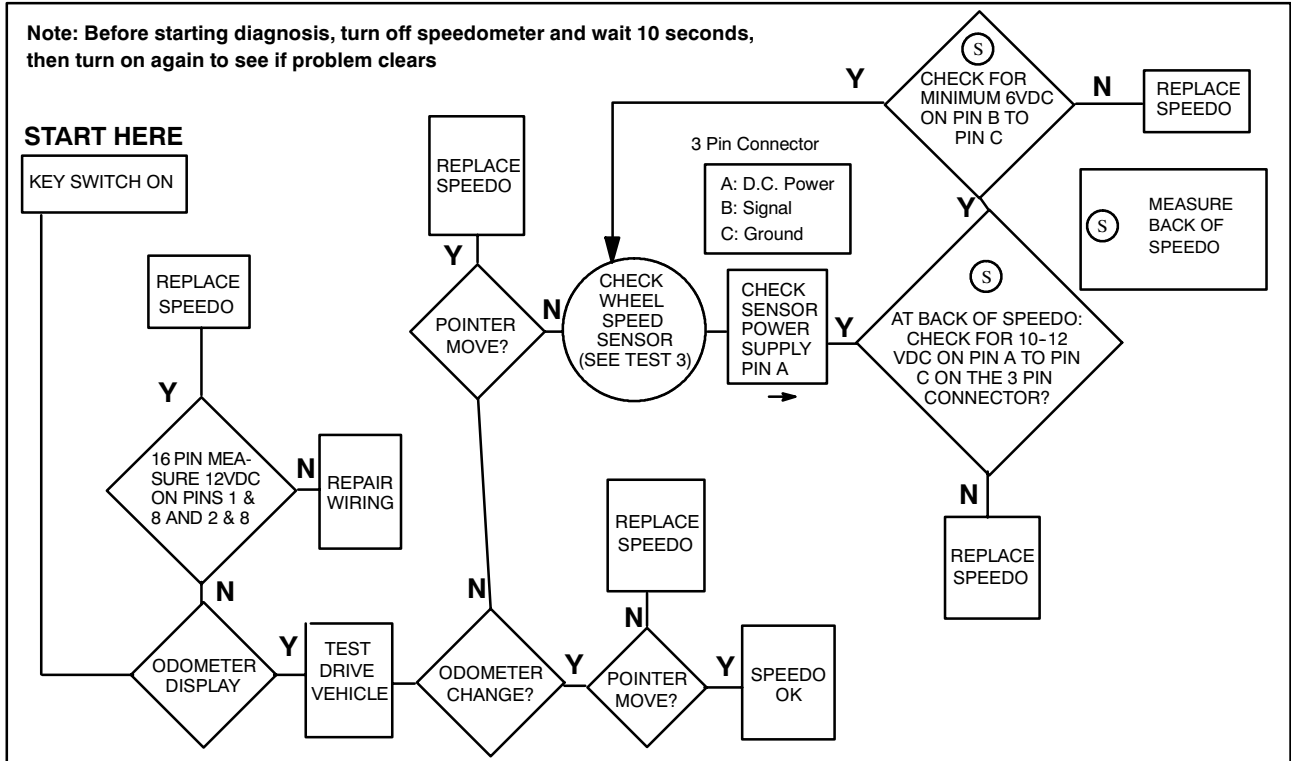 Note: Before starting diagnosis, turn off speedometer and wait 10 seconds,
then turn on again to see if problem clears
START HERE
KEY SWITCH ON
REPLACE
SPEEDO
Y
16 PIN MEA-
SURE 12VDC
ON PINS 1 &
8 AND 2 & 8
N
REPAIR
WIRING
N
ODOMETER
DISPLAY
Y
TEST
DRIVE
VEHICLE
ODOMETER
CHANGE?
N
Y
POINTER
MOVE?
N
REPLACE
SPEEDO
Y
SPEEDO
OK
REPLACE
SPEEDO
Y
POINTER
MOVE?
N
CHECK
WHEEL
SPEED
SENSOR
(SEE TEST 3)
3 Pin Connector
A: D.C. Power
B: Signal
C: Ground
CHECK
SENSOR
POWER
SUPPLY
PIN A
Y
S
AT BACK OF SPEEDO:
CHECK FOR 10-12
VDC ON PIN A TO PIN
C ON THE 3 PIN
CONNECTOR?
N
REPLACE
SPEEDO
Y
S
CHECK FOR
MINIMUM 6VDC
ON PIN B TO
PIN C
Y
N
REPLACE
SPEEDO
S
MEASURE
BACK OF
SPEEDO